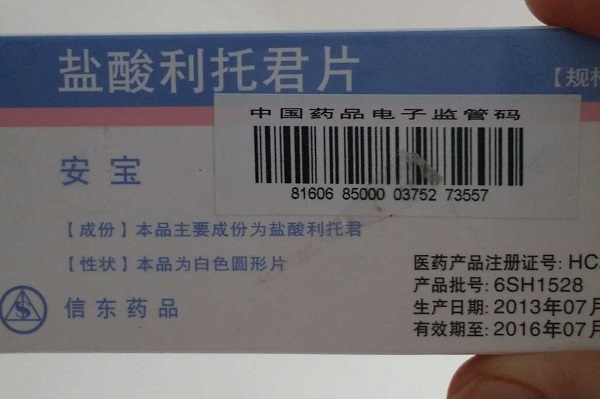 盐酸利托君片
【规格
中国药品电子监管码
81606 85000 03752 73557
安宝
【成份】本品主要成份为盐酸利托君
【性状】本品为白色圆形片
医药产品注册证号: HC
产品批号: 6SH1528
生产日期: 2013年07月
有效期至: 2016年07月
信东药品